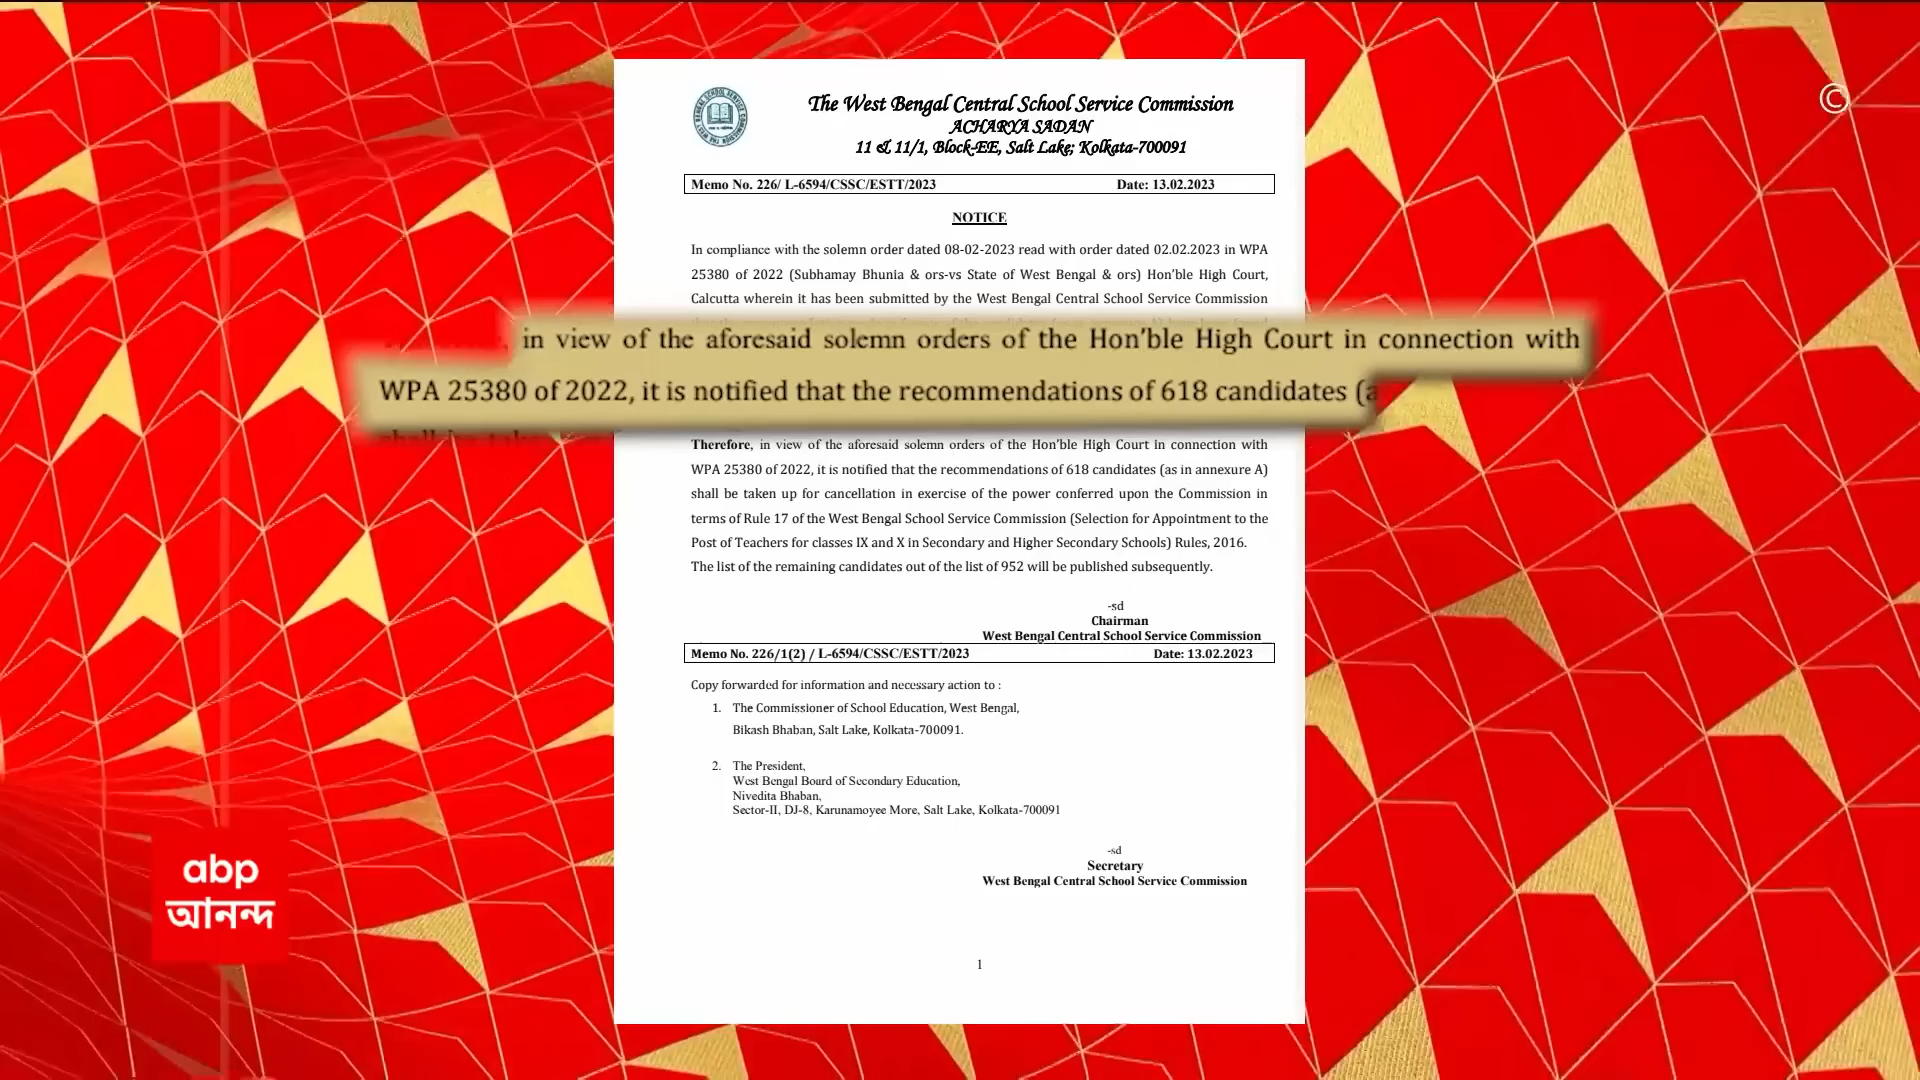 The West Bengal Central School Service Commission
ACHARYA SADAN
11 & 11/1, Block-EE, Salt Lake; Kolkata-700091
Memo No. 226/ L-6594/CSSC/ESTT/2023 Date: 13.02.2023
NOTICE
In compliance with the solemn order dated 08-02-2023 read with order dated 02.02.2023 in WPA
25380 of 2022 (Subhamay Bhunia & ors-vs State of West Bengal & ors) Hon’ble High Court,
Calcutta wherein it has been submitted by the West Bengal Central School Service Commission
in view of the aforesaid solemn orders of the Hon’ble High Court in connection with
WPA 25380 of 2022, it is notified that the recommendations of 618 candidates (a
Therefore, in view of the aforesaid solemn orders of the Hon’ble High Court in connection with
WPA 25380 of 2022, it is notified that the recommendations of 618 candidates (as in annexure A)
shall be taken up for cancellation in exercise of the power conferred upon the Commission in
terms of Rule 17 of the West Bengal School Service Commission (Selection for Appointment to the
Post of Teachers for classes IX and X in Secondary and Higher Secondary Schools) Rules, 2016.
The list of the remaining candidates out of the list of 952 will be published subsequently.
-sd
Chairman
West Bengal Central School Service Commission
Memo No. 226/1(2) / L-6594/CSSC/ESTT/2023 Date: 13.02.2023
Copy forwarded for information and necessary action to :
1. The Commissioner of School Education, West Bengal,
Bikash Bhaban, Salt Lake, Kolkata-700091.
2. The President,
West Bengal Board of Secondary Education,
Nivedita Bhaban,
Sector-II, DJ-8, Karunamoyee More, Salt Lake, Kolkata-700091
-sd
Secretary
West Bengal Central School Service Commission
1
abp
আনন্দ
©